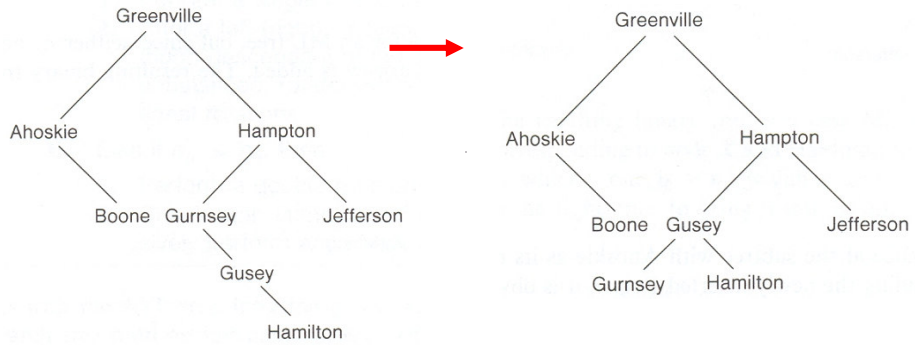 Greenville
Ahoskie Hampton
Boone Gurnsey Jefferson
Gusey
Hamilton
Greenville
Ahoskie Hampton
Boone Gusey Jefferson
Gurnsey Hamilton